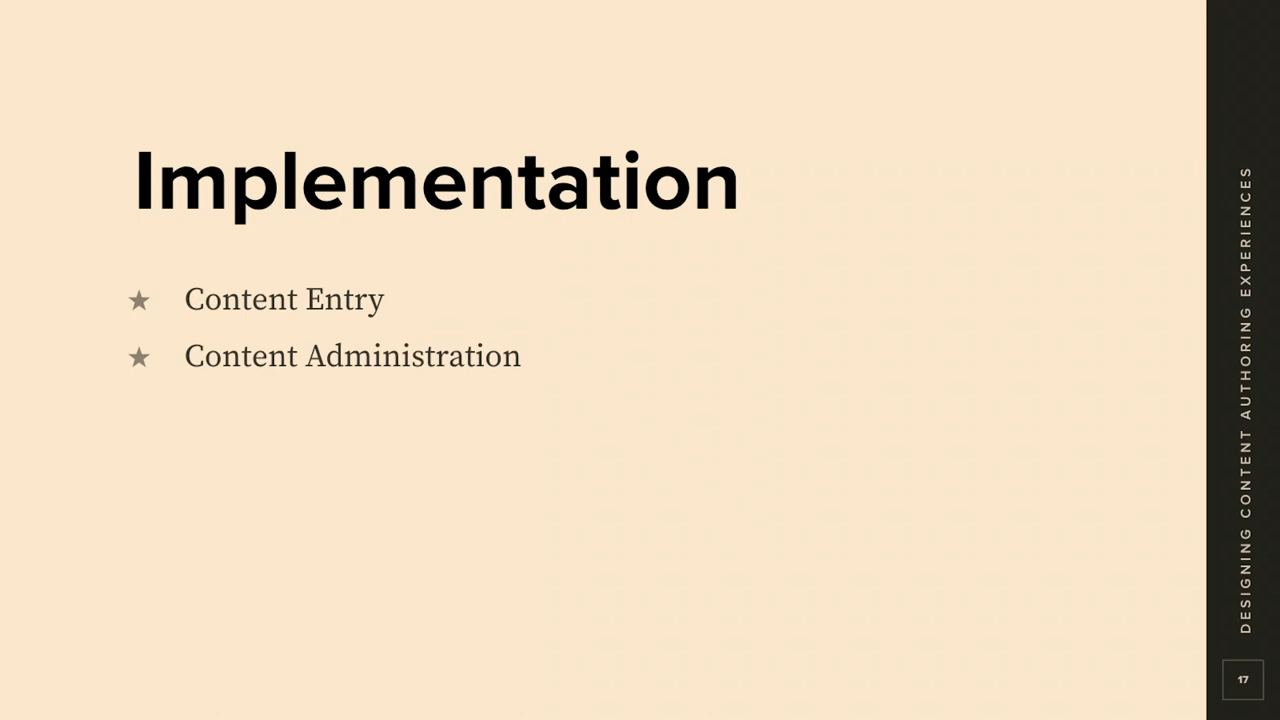 Implementation
★ Content Entry
★ Content Administration
DESIGNING CONTENT AUTHORING EXPERIENCES
17